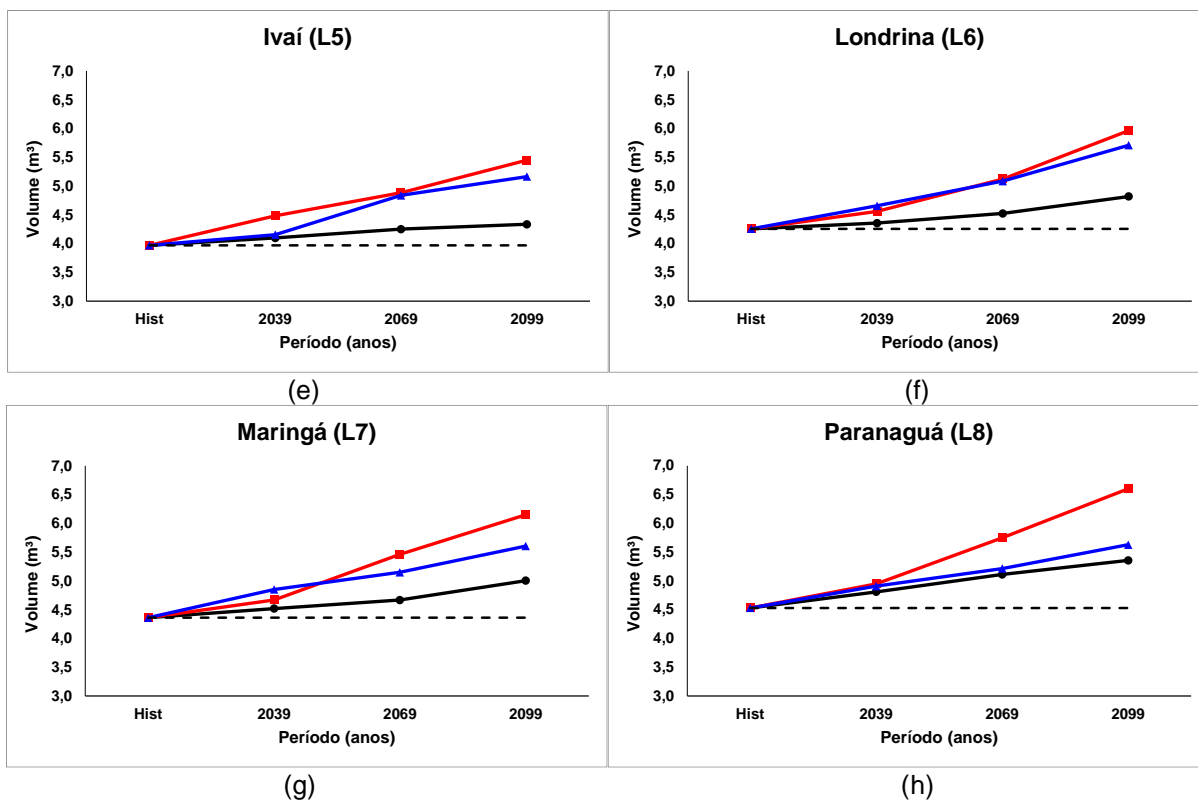 Ivaí (L5)
Volume (m³)
7,0
6,5
6,0
5,5
5,0
4,5
4,0
3,5
3,0
Hist 2039 2069 2099
Período (anos)
(e)
Londrina (L6)
Volume (m³)
7,0
6,5
6,0
5,5
5,0
4,5
4,0
3,5
3,0
Hist 2039 2069 2099
Período (anos)
(f)
Maringá (L7)
Volume (m³)
7,0
6,5
6,0
5,5
5,0
4,5
4,0
3,5
3,0
Hist 2039 2069 2099
Período (anos)
(g)
Paranaguá (L8)
Volume (m³)
7,0
6,5
6,0
5,5
5,0
4,5
4,0
3,5
3,0
Hist 2039 2069 2099
Período (anos)
(h)